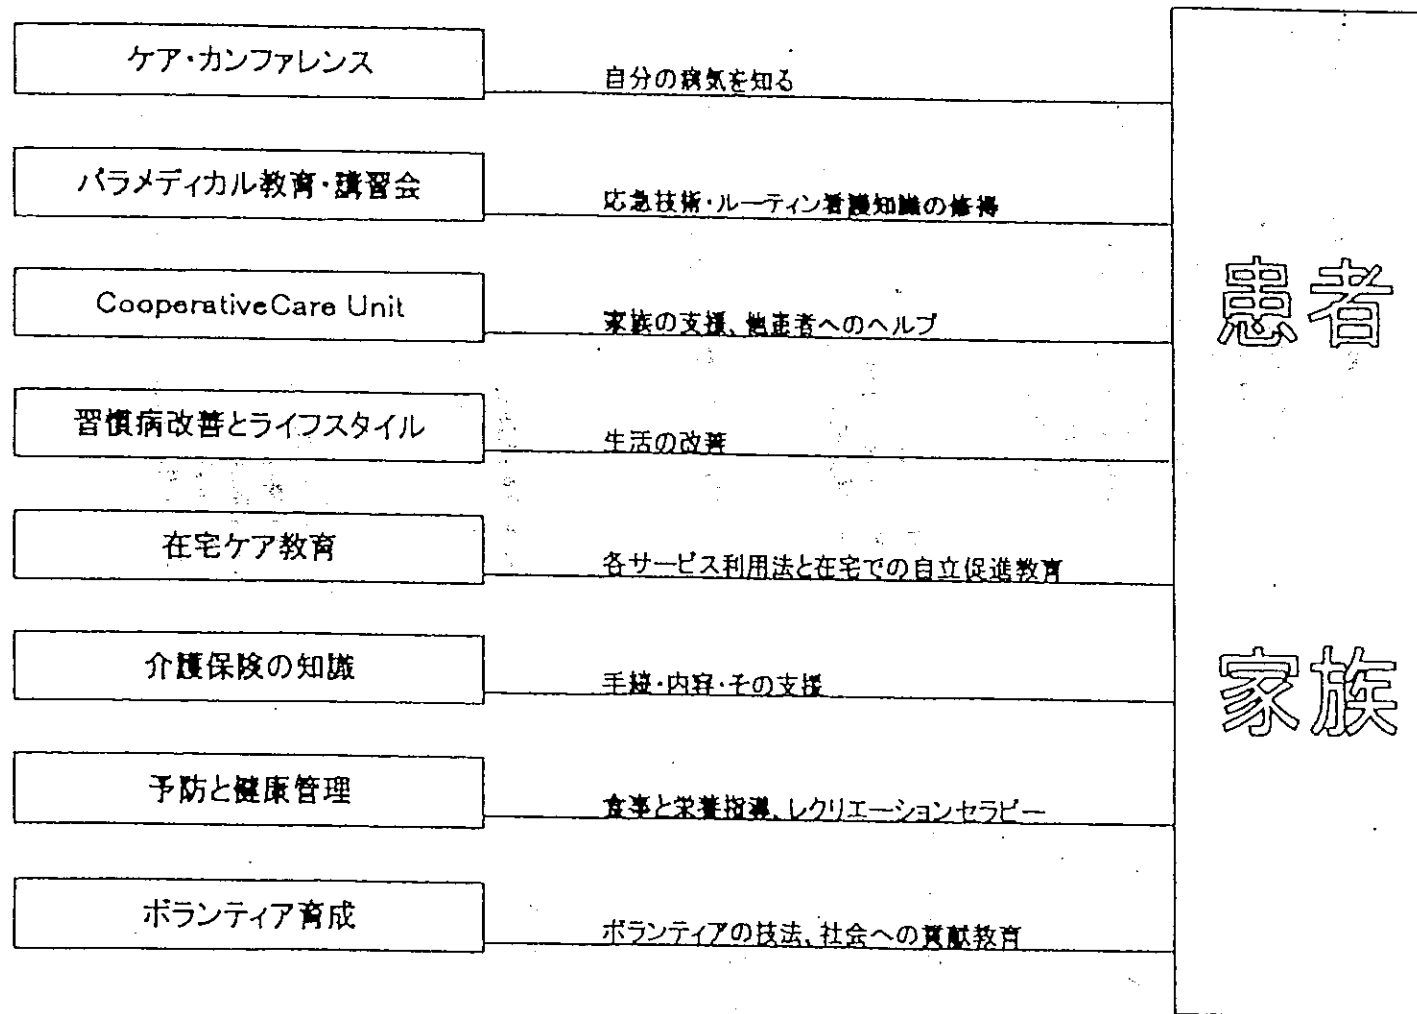 ケア・カンファレンス
自分の病気を知る
パラメディカル教育・講習会
応急技術・ルーティン看護知識の修得
CooperativeCare Unit
家族の支援、他患者へのヘルプ
習慣病改善とライフスタイル
生活の改善
在宅ケア教育
各サービス利用法と在宅での自立促進教育
介護保険の知識
手続・内容・その支援
予防と健康管理
食事と栄養指導、レクリエーションセラピー
ボランティア育成
ボランティアの技法、社会への貢献教育
患者
家族